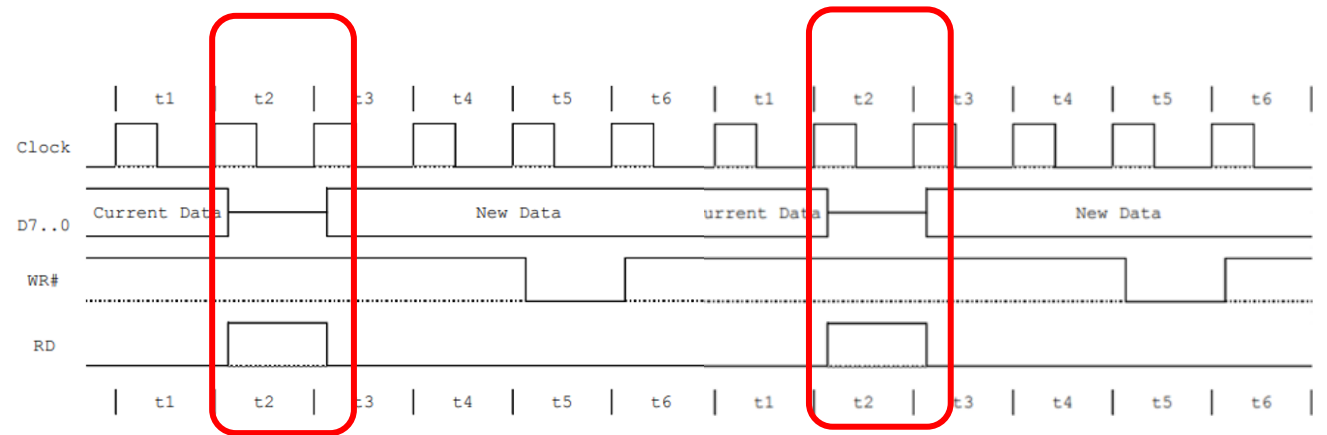 t1 t2 t3 t4 t5 t6 t1 t2 t3 t4 t5 t6
Clock
Current Data New Data urrent Data New Data
D7..0
WR#
RD
t1 t2 t3 t4 t5 t6 t1 t2 t3 t4 t5 t6